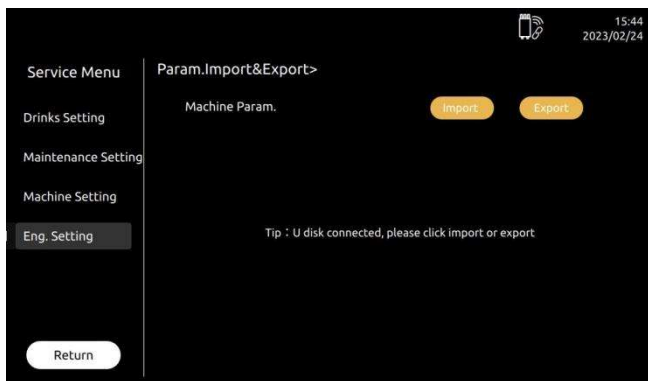 15:44
2023/02/24
Service Menu
Param.Import&Export>
Machine Param.
Import
Export
Drinks Setting
Maintenance Setting
Machine Setting
Eng. Setting
Tip：U disk connected, please click import or export
Return